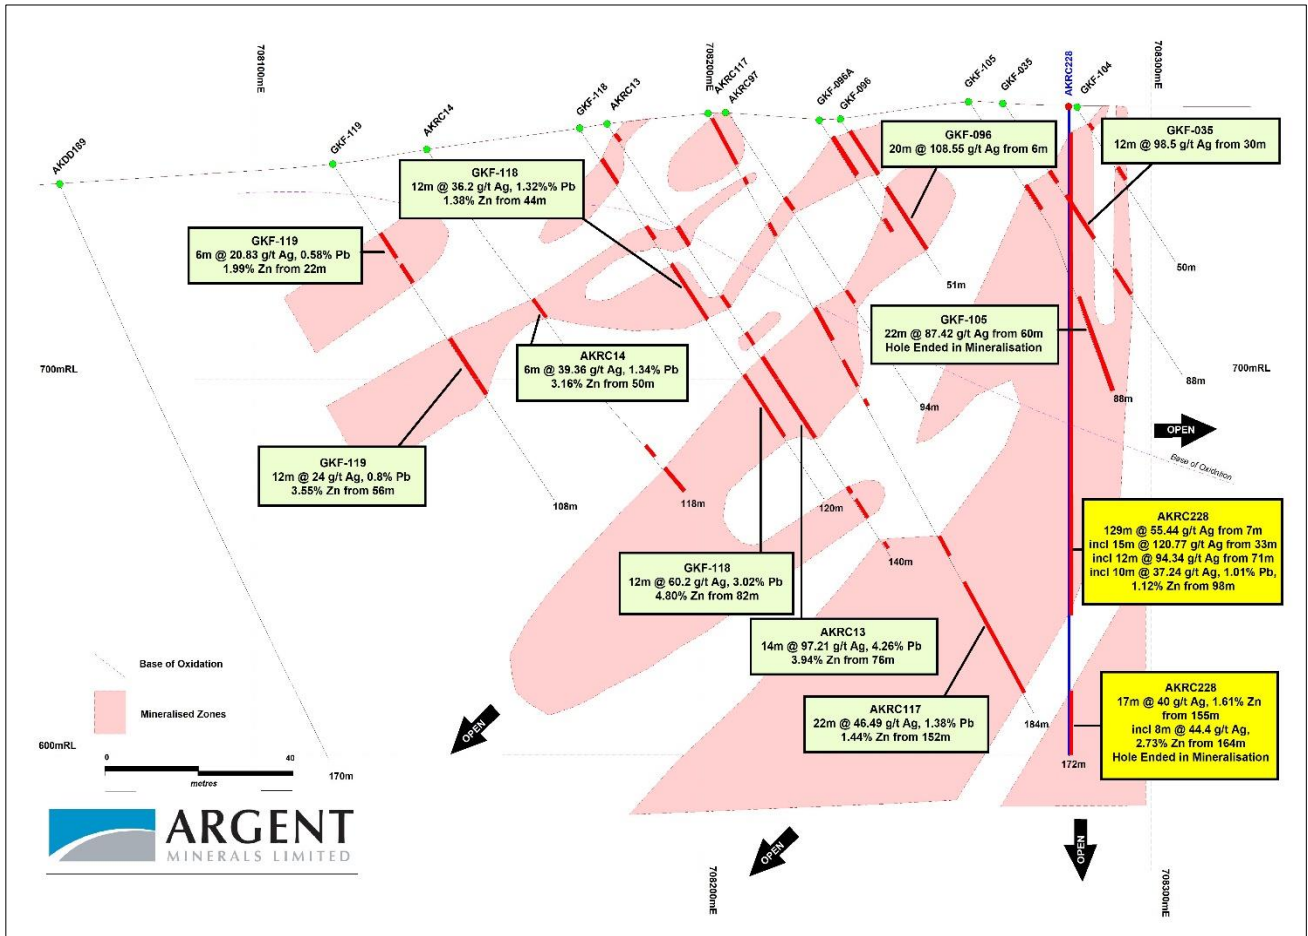 708100mE
708200mE
708300mE
AKDD189
GKF-119
AKRC14
GKF-118
AKRC13
AKRC117
AKRC97
GKF-096A
GKF-096
GKF-105
GKF-035
AKRC228
GKF-104
GKF-118
12m @ 36.2 g/t Ag, 1.32%% Pb
1.38% Zn from 44m
GKF-096
20m @ 108.55 g/t Ag from 6m
GKF-035
12m @ 98.5 g/t Ag from 30m
GKF-119
6m @ 20.83 g/t Ag, 0.58% Pb
1.99% Zn from 22m
50m
51m
GKF-105
22m @ 87.42 g/t Ag from 60m
Hole Ended in Mineralisation
AKRC14
6m @ 39.36 g/t Ag, 1.34% Pb
3.16% Zn from 50m
700mRL
700mRL
88m
88m
94m
OPEN
GKF-119
12m @ 24 g/t Ag, 0.8% Pb
3.55% Zn from 56m
Base of Oxidation
108m
118m
120m
140m
AKRC228
129m @ 55.44 g/t Ag from 7m
incl 15m @ 120.77 g/t Ag from 33m
incl 12m @ 94.34 g/t Ag from 71m
incl 10m @ 37.24 g/t Ag, 1.01% Pb,
1.12% Zn from 98m
GKF-118
12m @ 60.2 g/t Ag, 3.02% Pb
4.80% Zn from 82m
AKRC13
14m @ 97.21 g/t Ag, 4.26% Pb
3.94% Zn from 76m
AKRC117
22m @ 46.49 g/t Ag, 1.38% Pb
1.44% Zn from 152m
184m
AKRC228
17m @ 40 g/t Ag, 1.61% Zn
from 155m
incl 8m @ 44.4 g/t Ag,
2.73% Zn from 164m
Hole Ended in Mineralisation
172m
Base of Oxidation
Mineralised Zones
OPEN
600mRL
170m
0
40
metres
ARGENT
MINERALS LIMITED
OPEN
OPEN
708200mE
708300mE